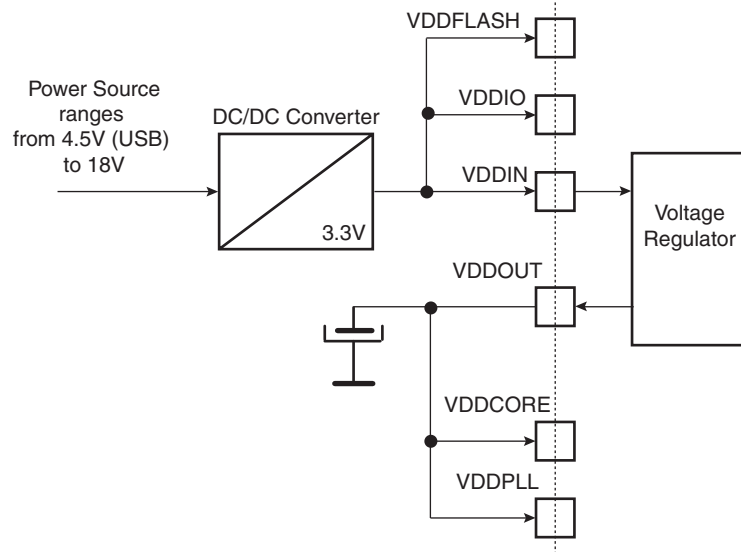 VDDFLASH
Power Source
ranges
from 4.5V (USB)
to 18V
DC/DC Converter
VDDIO
VDDIN
3.3V
Voltage
Regulator
VDDOUT
VDDCORE
VDDPLL